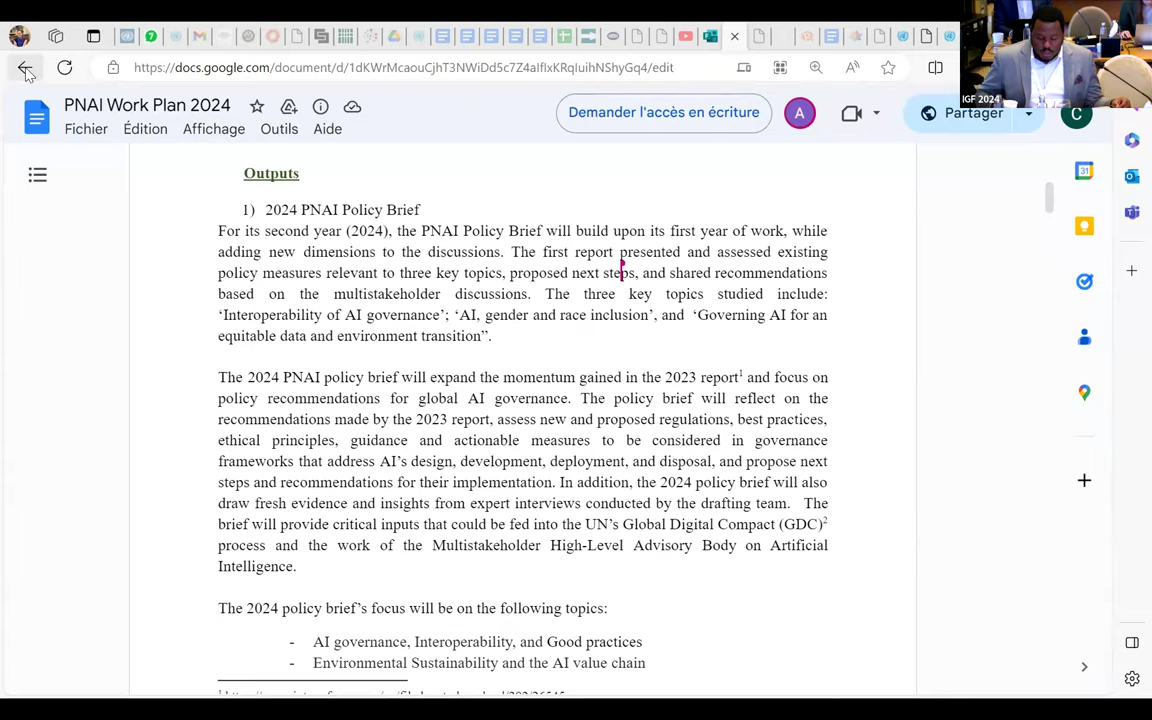 https://docs.google.com/document/d/1dKWrMcaouCjhT3NWiDd5c7Z4alflxKRqIuihNShyGq4/edit
IGF 2024
PNAI Work Plan 2024
Fichier Édition Affichage Outils Aide
Demander l'accès en écriture
A
Partager
C
Outputs
1) 2024 PNAI Policy Brief
For its second year (2024), the PNAI Policy Brief will build upon its first year of work, while
adding new dimensions to the discussions. The first report presented and assessed existing
policy measures relevant to three key topics, proposed next steps, and shared recommendations
based on the multistakeholder discussions. The three key topics studied include:
‘Interoperability of AI governance’; ‘AI, gender and race inclusion’, and ‘Governing AI for an
equitable data and environment transition”.
The 2024 PNAI policy brief will expand the momentum gained in the 2023 report1 and focus on
policy recommendations for global AI governance. The policy brief will reflect on the
recommendations made by the 2023 report, assess new and proposed regulations, best practices,
ethical principles, guidance and actionable measures to be considered in governance
frameworks that address AI’s design, development, deployment, and disposal, and propose next
steps and recommendations for their implementation. In addition, the 2024 policy brief will also
draw fresh evidence and insights from expert interviews conducted by the drafting team. The
brief will provide critical inputs that could be fed into the UN’s Global Digital Compact (GDC)2
process and the work of the Multistakeholder High-Level Advisory Body on Artificial
Intelligence.
The 2024 policy brief’s focus will be on the following topics:
- AI governance, Interoperability, and Good practices
- Environmental Sustainability and the AI value chain